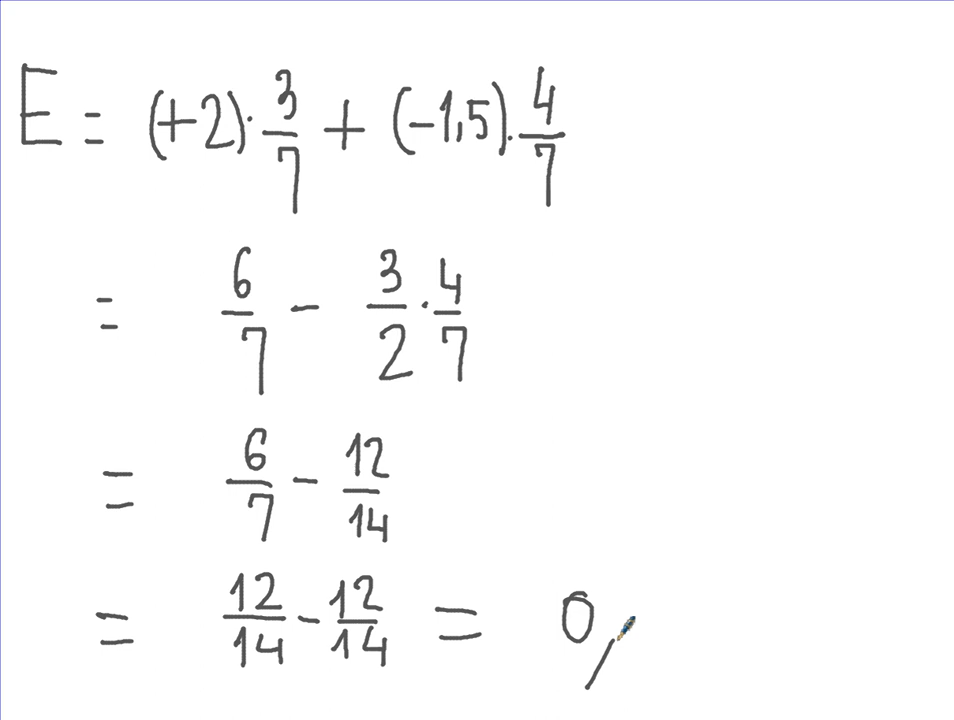 E = (+2)·3/7 + (-1,5)·4/7
= 6/7 - 3/2·4/7
= 6/7 - 12/14
= 12/14 - 12/14 = 0,